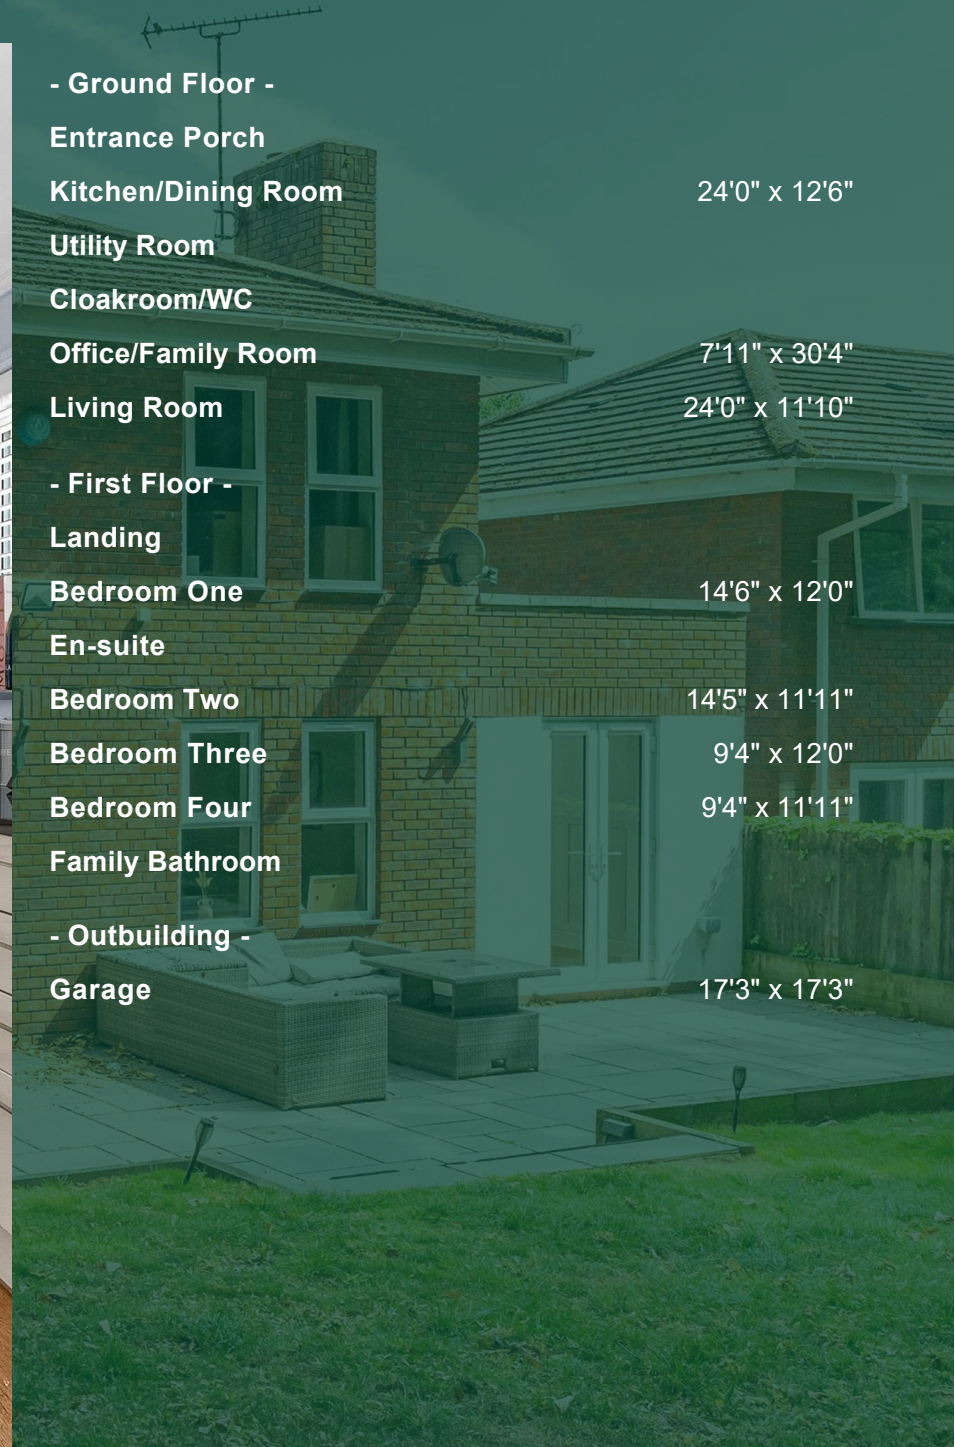 - Ground Floor -
Entrance Porch
Kitchen/Dining Room 24'0" x 12'6"
Utility Room
Cloakroom/WC
Office/Family Room 7'11" x 30'4"
Living Room 24'0" x 11'10"
- First Floor -
Landing
Bedroom One 14'6" x 12'0"
En-suite
Bedroom Two 14'5" x 11'11"
Bedroom Three 9'4" x 12'0"
Bedroom Four 9'4" x 11'11"
Family Bathroom
- Outbuilding -
Garage 17'3" x 17'3"